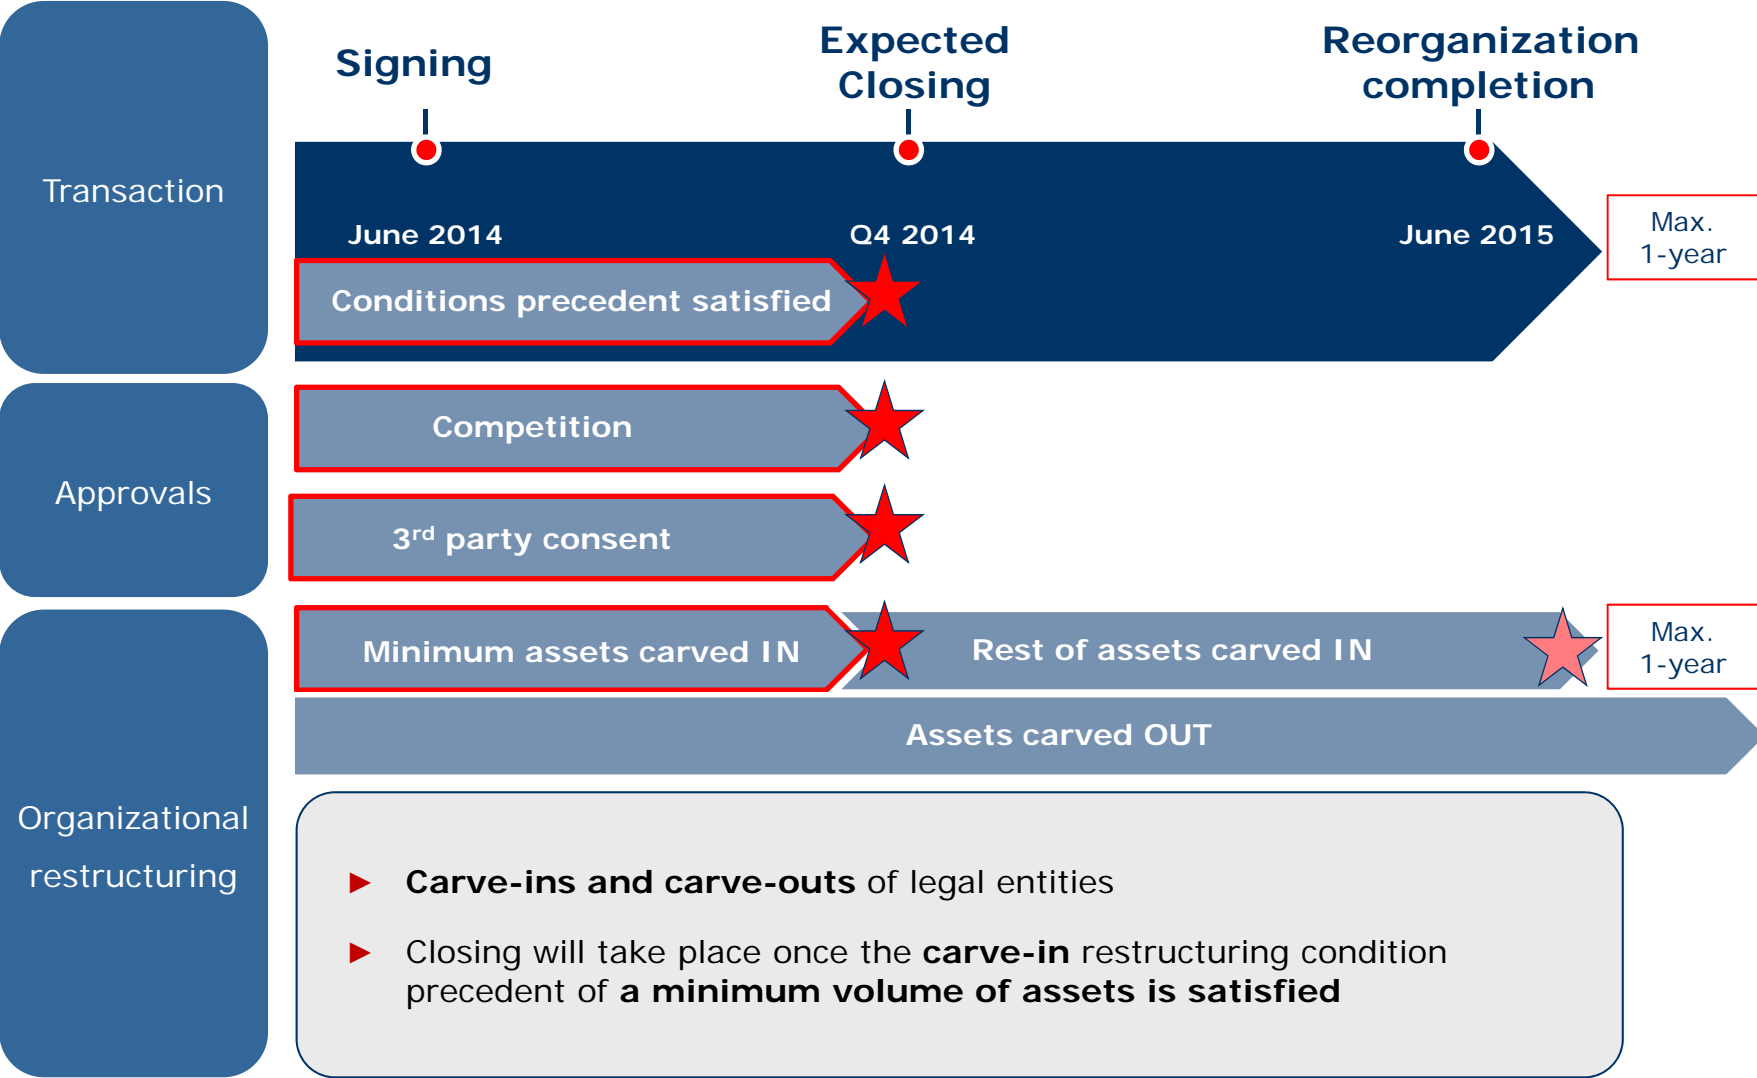 Signing
Expected
Closing
Reorganization
completion
Transaction
June 2014
Q4 2014
June 2015
Max.
1-year
Conditions precedent satisfied
Approvals
Competition
3rd party consent
Organizational
restructuring
Minimum assets carved IN
Rest of assets carved IN
Max.
1-year
Assets carved OUT
► Carve-ins and carve-outs of legal entities
► Closing will take place once the carve-in restructuring condition
precedent of a minimum volume of assets is satisfied